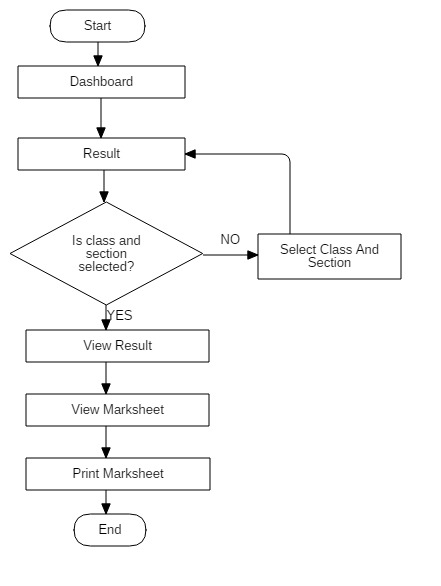 Start
Dashboard
Result
Is class and
section
selected?
NO
Select Class And
Section
YES
View Result
View Marksheet
Print Marksheet
End